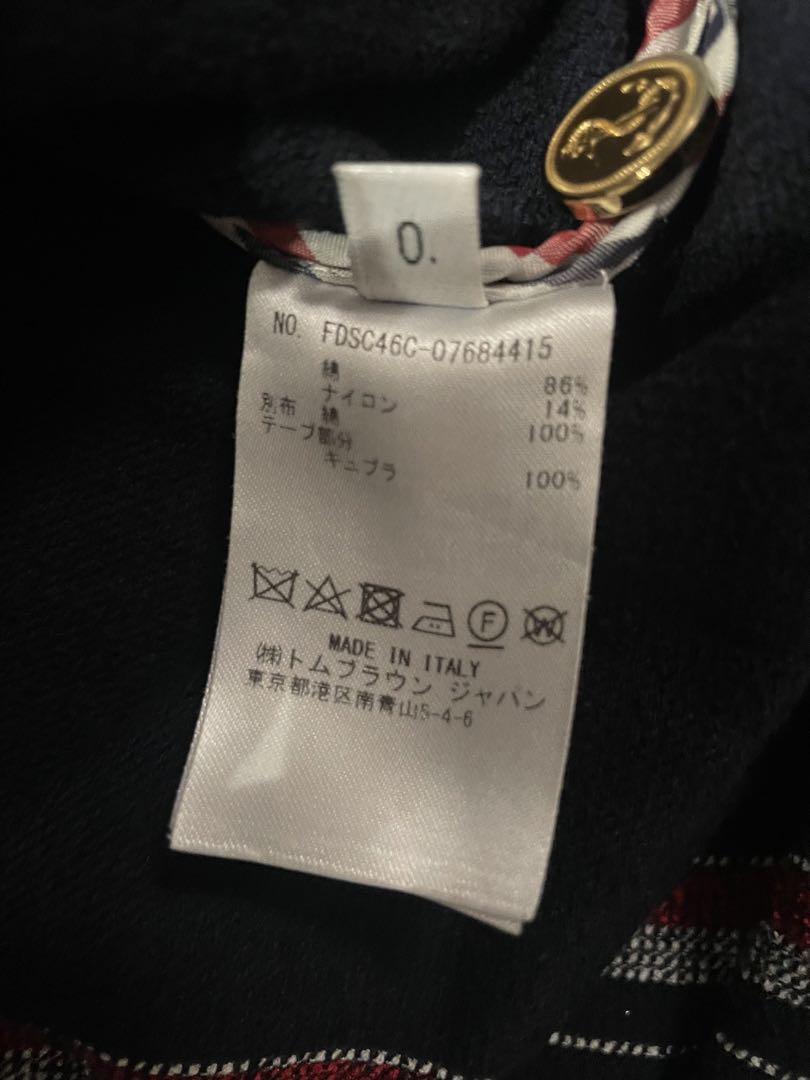 0.
NO. FDSC46C-07684415
綿 86%
ナイロン 14%
別布 綿 100%
テープ部分
キュプラ 100%
F W
MADE IN ITALY
(株)トムブラウン ジャパン
東京都港区南青山5-4-6